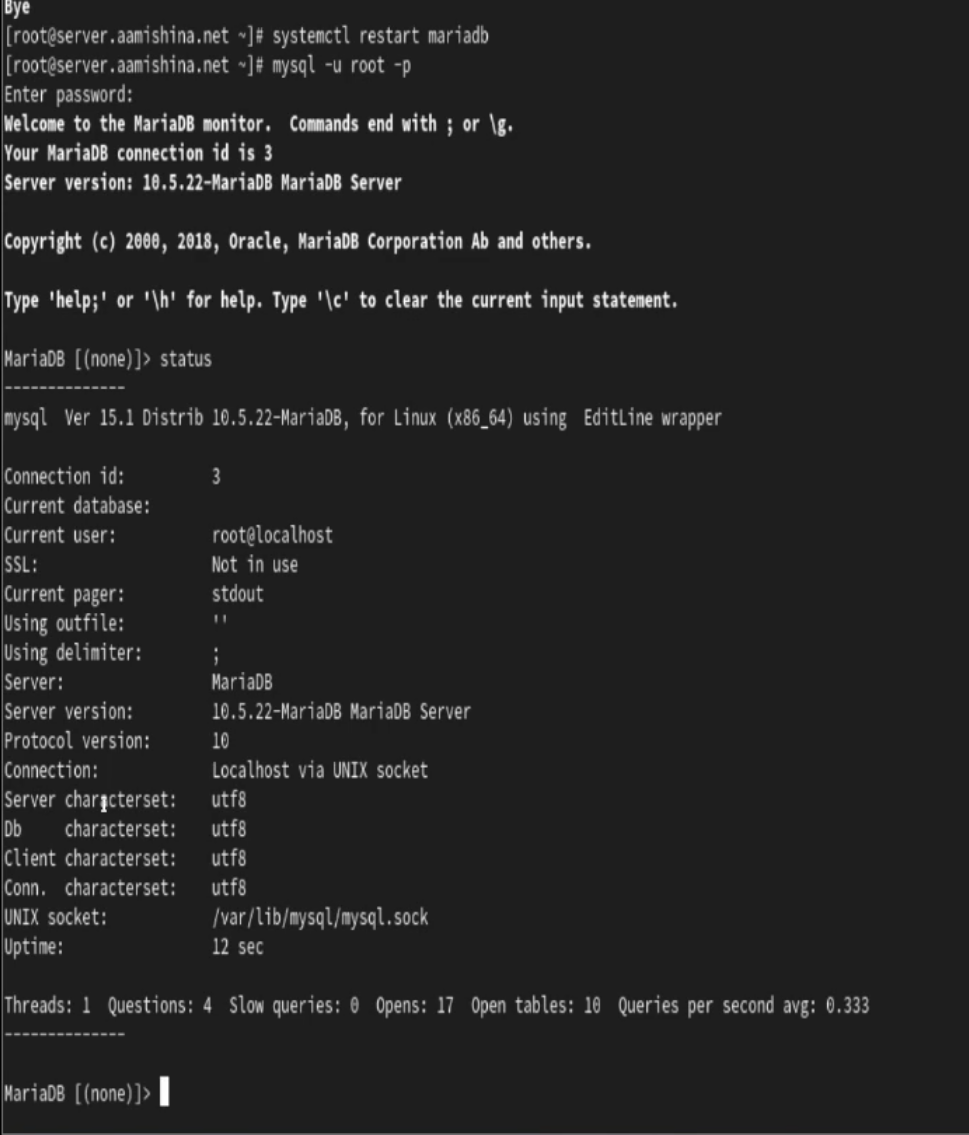 Bye
[root@server.aamishina.net ~]# systemctl restart mariadb
[root@server.aamishina.net ~]# mysql -u root -p
Enter password:
Welcome to the MariaDB monitor.  Commands end with ; or \g.
Your MariaDB connection id is 3
Server version: 10.5.22-MariaDB MariaDB Server

Copyright (c) 2000, 2018, Oracle, MariaDB Corporation Ab and others.

Type 'help;' or '\h' for help. Type '\c' to clear the current input statement.

MariaDB [(none)]> status
--------------
mysql  Ver 15.1 Distrib 10.5.22-MariaDB, for Linux (x86_64) using  EditLine wrapper

Connection id:          3
Current database:
Current user:           root@localhost
SSL:                    Not in use
Current pager:          stdout
Using outfile:          ''
Using delimiter:        ;
Server:                 MariaDB
Server version:         10.5.22-MariaDB MariaDB Server
Protocol version:       10
Connection:             Localhost via UNIX socket
Server characterset:    utf8
Db     characterset:    utf8
Client characterset:    utf8
Conn.  characterset:    utf8
UNIX socket:            /var/lib/mysql/mysql.sock
Uptime:                 12 sec

Threads: 1  Questions: 4  Slow queries: 0  Opens: 17  Open tables: 10  Queries per second avg: 0.333
--------------

MariaDB [(none)]>